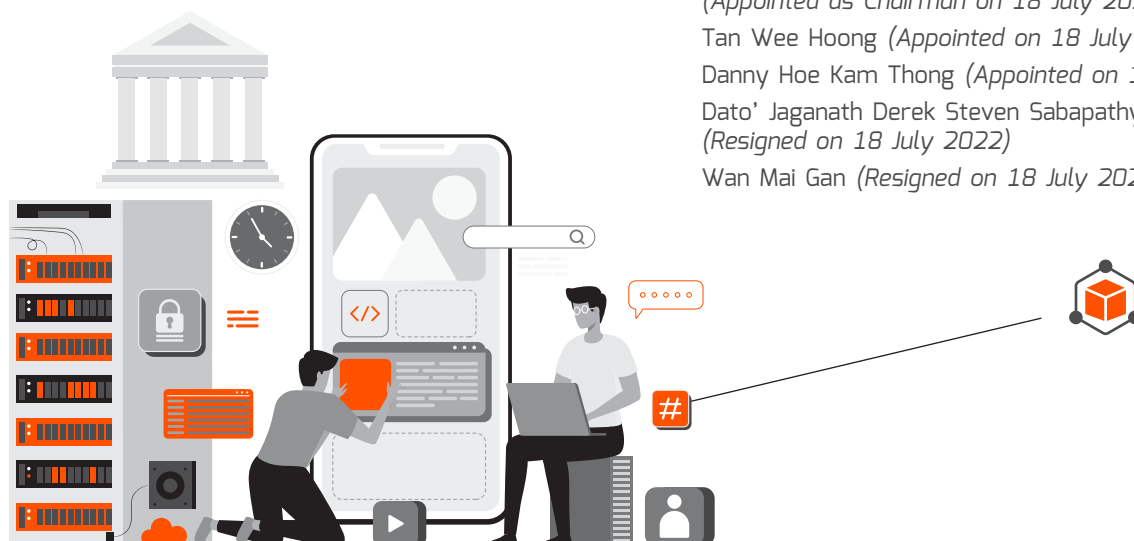 (Appointed as Chairman on 18 July
Tan Wee Hoong (Appointed on 18 July
Danny Hoe Kam Thong (Appointed on
Dato' Jaganath Derek Steven Sabapathy
(Resigned on 18 July 2022)
Wan Mai Gan (Resigned on 18 July
</>
#